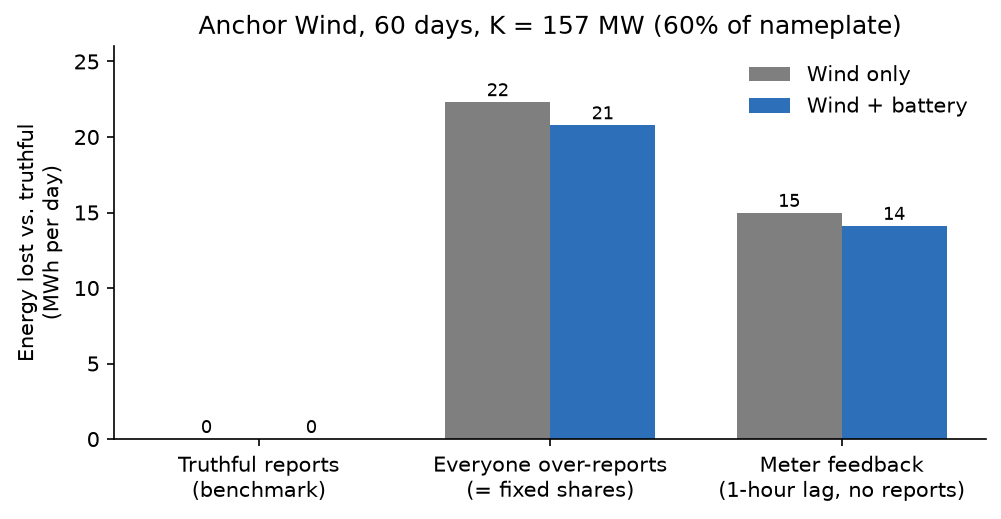 Anchor Wind, 60 days, K = 157 MW (60% of nameplate)
Energy lost vs. truthful
(MWh per day)
25
20
15
10
5
0
Wind only
Wind + battery
0
0
22
21
15
14
Truthful reports
(benchmark)
Everyone over-reports
(= fixed shares)
Meter feedback
(1-hour lag, no reports)